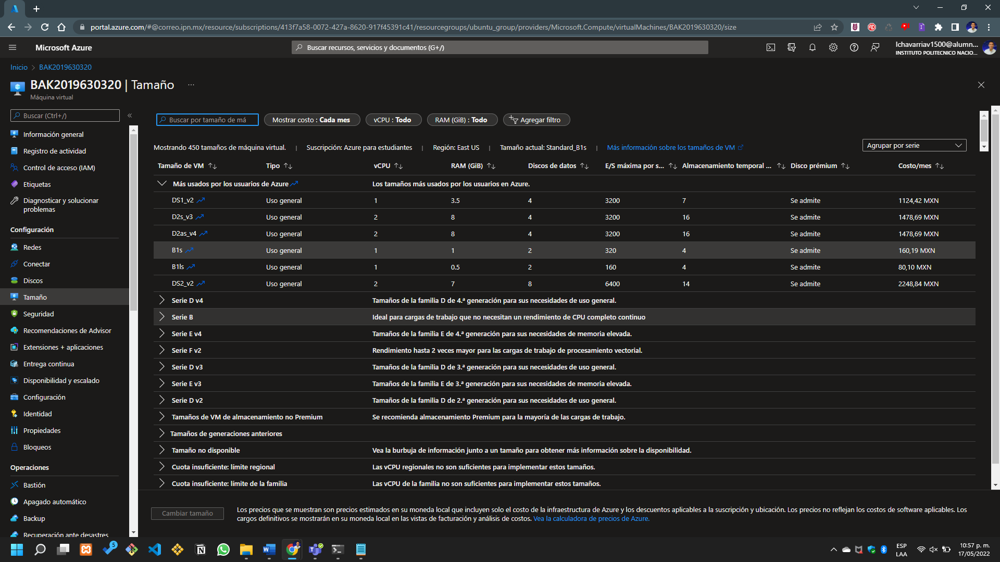 portal.azure.com/#@correo.ipn.mx/resource/subscriptions/413f7a58-0072-427a-8620-917f45391c41/resourcegroups/ubuntu_group/providers/Microsoft.Compute/virtualMachines/BAK2019630320/size
Microsoft Azure
Buscar recursos, servicios y documentos (G+/)
lchavarriav1500@alumn...
INSTITUTO POLITECNICO NACIO...
Inicio > BAK2019630320
BAK2019630320 | Tamaño ...
Máquina virtual
Buscar (Ctrl+/)
«
Información general
Registro de actividad
Control de acceso (IAM)
Etiquetas
Diagnosticar y solucionar
problemas
Configuración
Redes
Conectar
Discos
Tamaño
Seguridad
Recomendaciones de Advisor
Extensiones + aplicaciones
Entrega continua
Disponibilidad y escalado
Configuración
Identidad
Propiedades
Bloqueos
Operaciones
Bastión
Apagado automático
Backup
Recuperación ante desastres
Buscar por tamaño de má
Mostrar costo : Cada mes
vCPU : Todo
RAM (GiB) : Todo
Agregar filtro
Mostrando 450 tamaños de máquina virtual. | Suscripción: Azure para estudiantes | Región: East US | Tamaño actual: Standard_B1s | Más información sobre los tamaños de VM
Agrupar por serie
Tamaño de VM Tipo vCPU RAM (GiB) Discos de datos E/S máxima por s... Almacenamiento temporal ... Disco prémium Costo/mes
Más usados por los usuarios de Azure Los tamaños más usados por los usuarios en Azure.
DS1_v2 Uso general 1 3.5 4 3200 7 Se admite 1124,42 MXN
D2s_v3 Uso general 2 8 4 3200 16 Se admite 1478,69 MXN
D2as_v4 Uso general 2 8 4 3200 16 Se admite 1478,69 MXN
B1s Uso general 1 1 2 320 4 Se admite 160,19 MXN
B1ls Uso general 1 0.5 2 160 4 Se admite 80,10 MXN
DS2_v2 Uso general 2 7 8 6400 14 Se admite 2248,84 MXN
Serie D v4 Tamaños de la familia D de 4.ª generación para sus necesidades de uso general.
Serie B Ideal para cargas de trabajo que no necesitan un rendimiento de CPU completo continuo
Serie E v4 Tamaños de la familia E de 4.ª generación para sus necesidades de memoria elevada.
Serie F v2 Rendimiento hasta 2 veces mayor para las cargas de trabajo de procesamiento vectorial.
Serie D v3 Tamaños de la familia D de 3.ª generación para sus necesidades de uso general.
Serie E v3 Tamaños de la familia E de 3.ª generación para sus necesidades de memoria elevada.
Serie D v2 Tamaños de la familia D de 2.ª generación para sus necesidades de uso general.
Tamaños de VM de almacenamiento no Premium Se recomienda almacenamiento Premium para la mayoría de las cargas de trabajo.
Tamaños de generaciones anteriores
Tamaño no disponible Vea la burbuja de información junto a un tamaño para obtener más información sobre la disponibilidad.
Cuota insuficiente: límite regional Las vCPU regionales no son suficientes para implementar estos tamaños.
Cuota insuficiente: límite de la familia Las vCPU de la familia no son suficientes para implementar estos tamaños.
Cambiar tamaño
Los precios que se muestran son precios estimados en su moneda local que incluyen solo el costo de la infraestructura de Azure y los descuentos aplicables a la suscripción y ubicación. Los precios no reflejan los costos de software aplicables. Los
cargos definitivos se mostrarán en su moneda local en las vistas de facturación y análisis de costos. Vea la calculadora de precios de Azure.
5
ESP
LAA
10:57 p. m.
17/05/2022